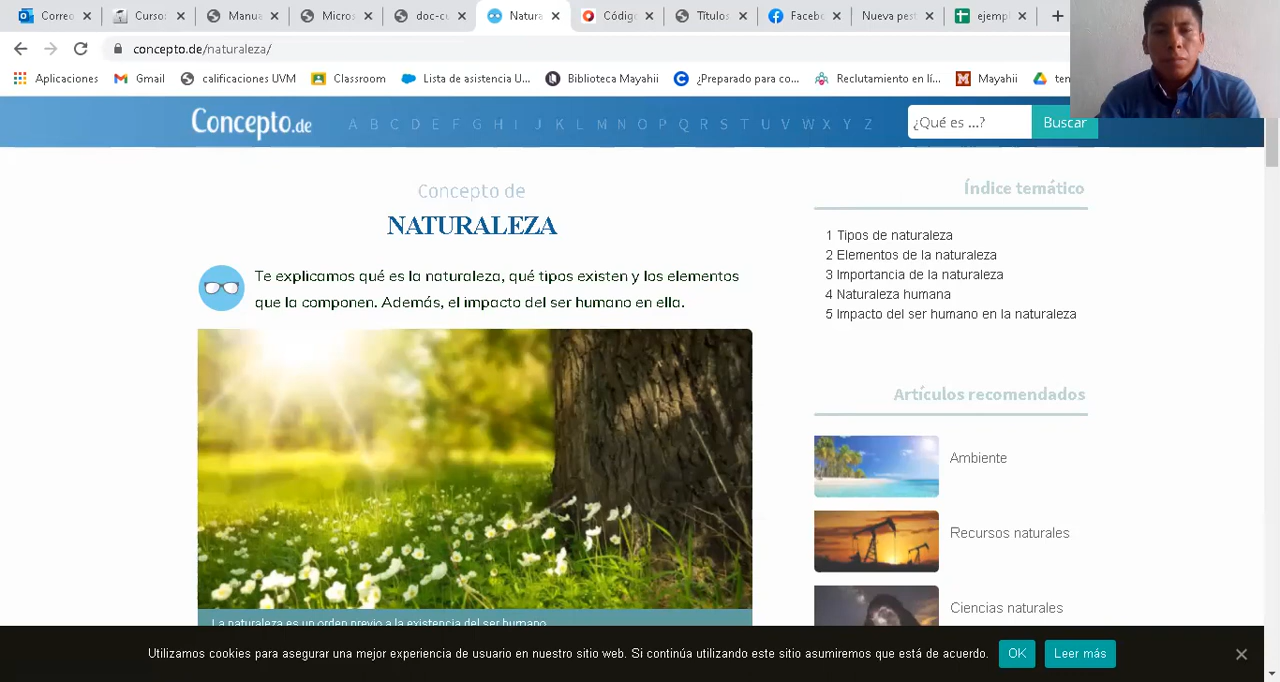 Correo
Curso:
Manua
Micros
doc-cu
Natura
Códig
Títulos
Faceb
Nueva pest
ejemp
concepto.de/naturaleza/
Aplicaciones
Gmail
calificaciones UVM
Classroom
Lista de asistencia U...
Biblioteca Mayahii
¿Preparado para co...
Reclutamiento en lí...
Mayahii
ten
Concepto.de
A B C D E F G H I J K L M N O P Q R S T U V W X Y Z
¿Qué es ...?
Buscar
Concepto de
NATURALEZA
Te explicamos qué es la naturaleza, qué tipos existen y los elementos
que la componen. Además, el impacto del ser humano en ella.
La naturaleza es un orden previo a la existencia del ser humano.
Índice temático
1 Tipos de naturaleza
2 Elementos de la naturaleza
3 Importancia de la naturaleza
4 Naturaleza humana
5 Impacto del ser humano en la naturaleza
Artículos recomendados
Ambiente
Recursos naturales
Ciencias naturales
Utilizamos cookies para asegurar una mejor experiencia de usuario en nuestro sitio web. Si continúa utilizando este sitio asumiremos que está de acuerdo.
OK
Leer más